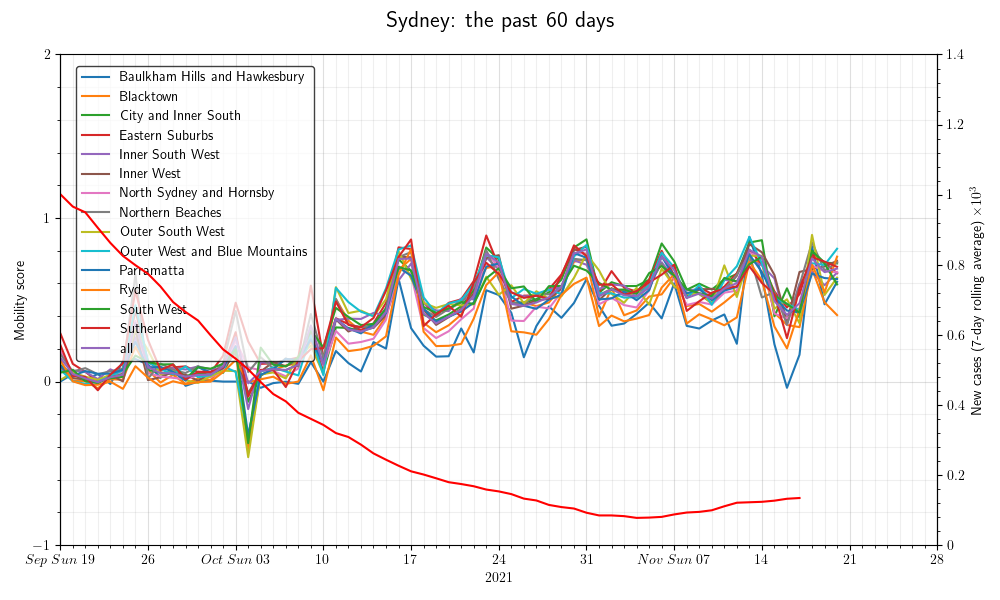 Sydney: the past 60 days
Mobility score
2
1
0
−1
Baulkham Hills and Hawkesbury
Blacktown
City and Inner South
Eastern Suburbs
Inner South West
Inner West
North Sydney and Hornsby
Northern Beaches
Outer South West
Outer West and Blue Mountains
Parramatta
Ryde
South West
Sutherland
all
1.4
1.2
1
0.8
0.6
0.4
0.2
0
New cases (7-day rolling average) ×10³
Sep Sun 19
26
Oct Sun 03
10
17
24
31
Nov Sun 07
14
21
28
2021